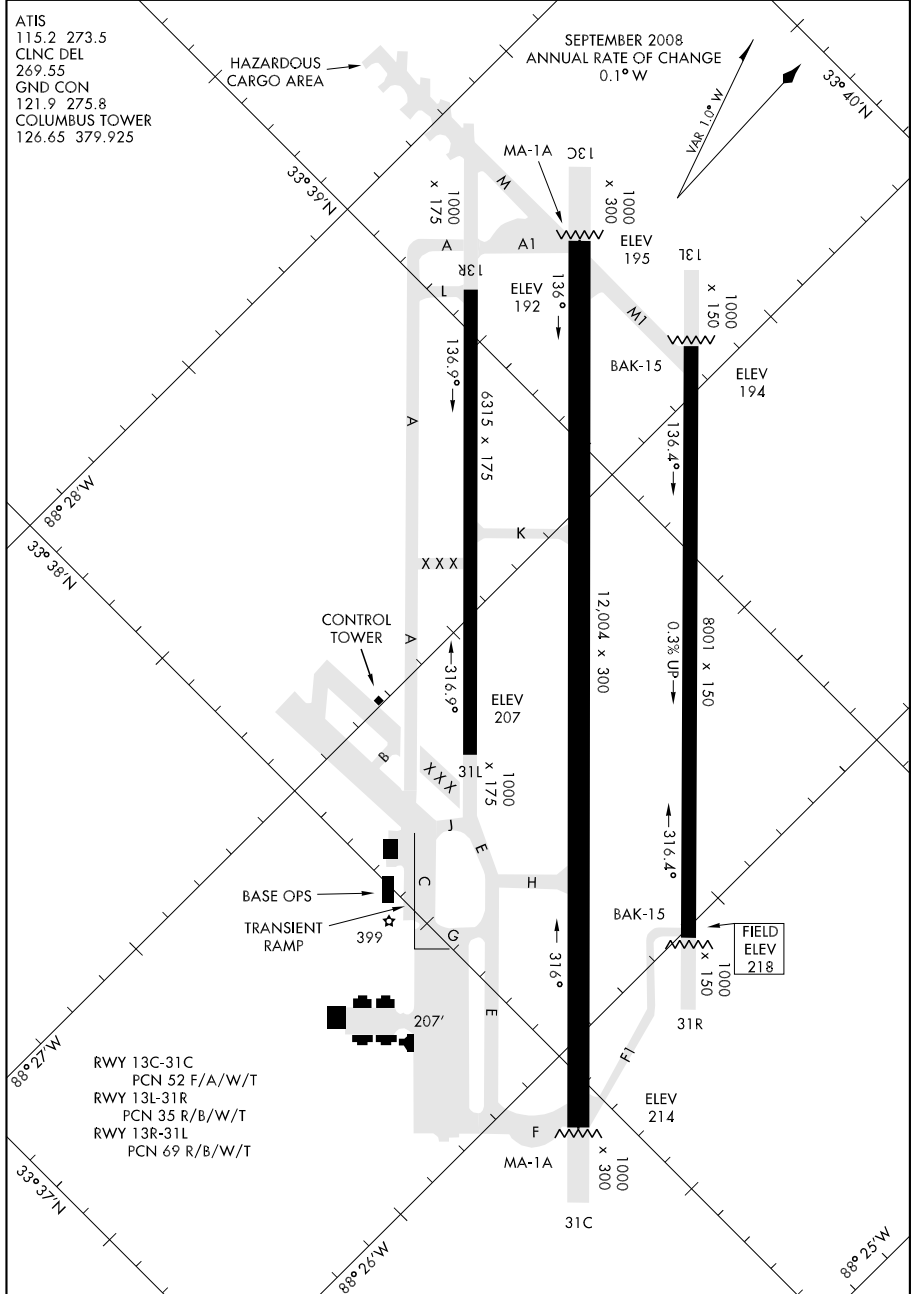 ATIS
115.2 273.5
CLNC DEL
269.55
GND CON
121.9 275.8
COLUMBUS TOWER
126.65 379.925
HAZARDOUS
CARGO AREA
SEPTEMBER 2008
ANNUAL RATE OF CHANGE
0.1° W
VAR 1.0° W
33° 40'N
33° 39'N
MA-1A
13C
1000
x 300
M
1000
x 175
A
A1
ELEV
195
13L
1000
x 150
13R
L
ELEV
192
136°
M1
BAK-15
ELEV
194
136.9°
6315 x 175
136.4°
A
88° 28'W
K
33° 38'N
X X X
CONTROL
TOWER
A
316.9°
12,004 x 300
0.3% UP
8001 x 150
ELEV
207
B
X X X
31L
1000
x 175
J
E
316.4°
C
H
BASE OPS
TRANSIENT
RAMP
399
G
BAK-15
FIELD
ELEV
218
316°
1000
x 150
31R
207'
E
F1
88° 27'W
RWY 13C-31C
PCN 52 F/A/W/T
RWY 13L-31R
PCN 35 R/B/W/T
RWY 13R-31L
PCN 69 R/B/W/T
ELEV
214
F
MA-1A
1000
x 300
33° 37'N
31C
88° 26'W
88° 25'W